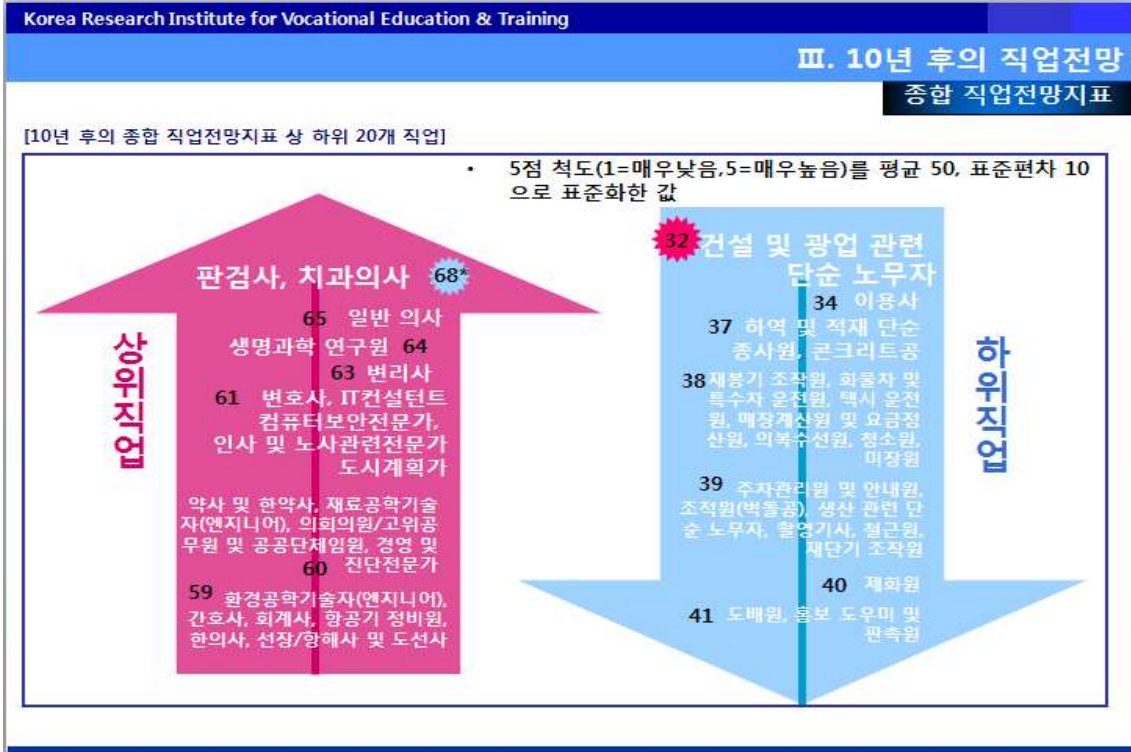 Korea Research Institute for Vocational Education & Training
Ⅲ. 10년 후의 직업전망
종합 직업전망지표
[10년 후의 종합 직업전망지표 상 하위 20개 직업]
• 5점 척도(1=매우낮음,5=매우높음)를 평균 50, 표준편차 10
으로 표준화한 값
상위직업
판검사, 치과의사 68*
65 일반 의사
생명과학 연구원 64
63 변리사
61 변호사, IT컨설턴트
컴퓨터보안전문가,
인사 및 노사관련전문가
도시계획가
약사 및 한약사, 재료공학기술
자(엔지니어), 의회의원/고위공
무원 및 공공단체임원, 경영 및
60 진단전문가
59 환경공학기술자(엔지니어),
간호사, 회계사, 항공기 정비원,
한의사, 선장/항해사 및 도선사
32 건설 및 광업 관련
단순 노무자
34 이용사
37 하역 및 적재 단순
종사원, 콘크리트공
38 재봉기 조작원, 화물차 및
특수차 운전원, 택시 운전
원, 매장계산원 및 요금정
산원, 의복수선원, 청소원,
미장원
39 주차관리원 및 안내원,
조적원(벽돌공), 생산 관련 단
순 노무자, 촬영기사, 철근원,
재단기 조작원
40 제화원
41 도배원, 홍보 도우미 및
판촉원
하위직업